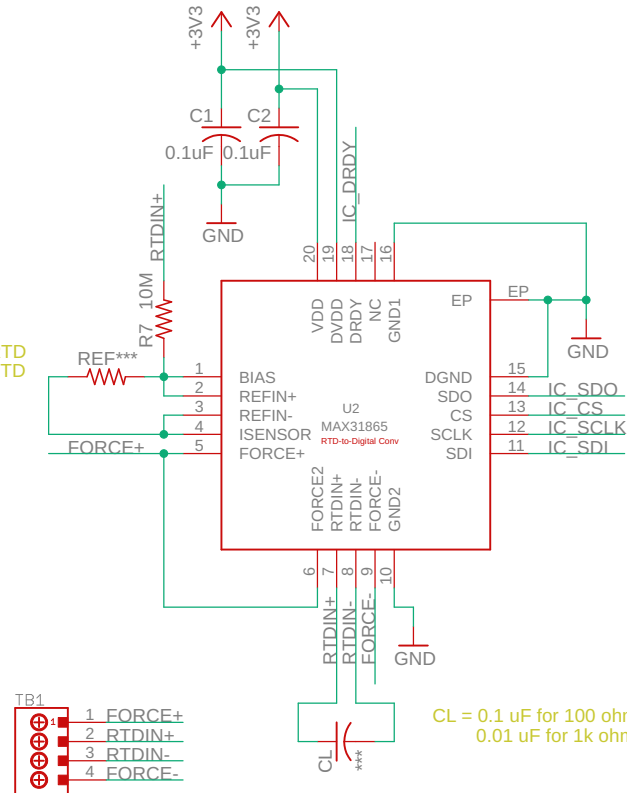 +3V3
+3V3
C1
C2
0.1uF
0.1uF
IC_DRDY
RTDIN+
GND
20
19
18
17
16
10M
R7
VDD
DVDD
DRDY
NC
GND1
EP
EP
GND
TD
TD
REF***
1
BIAS
2
REFIN+
3
REFIN-
4
ISENSOR
5
FORCE+
FORCE+
U2
MAX31865
RTD-to-Digital Conv
DGND
15
SDO
14
IC_SDO
CS
13
IC_CS
SCLK
12
IC_SCLK
SDI
11
IC_SDI
FORCE2
RTDIN+
RTDIN-
FORCE-
GND2
6
7
8
9
10
RTDIN+
RTDIN-
FORCE-
GND
TB1
1
1 FORCE+
2 RTDIN+
3 RTDIN-
4 FORCE-
CL
***
CL = 0.1 uF for 100 ohm
0.01 uF for 1k ohm